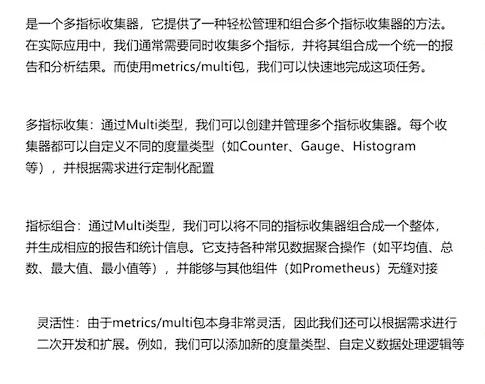 是一个多指标收集器，它提供了一种轻松管理和组合多个指标收集器的方法。
在实际应用中，我们通常需要同时收集多个指标，并将其组合成一个统一的报
告和分析结果。而使用metrics/multi包，我们可以快速地完成这项任务。
多指标收集：通过Multi类型，我们可以创建并管理多个指标收集器。每个收
集器都可以自定义不同的度量类型（如Counter、Gauge、Histogram
等），并根据需求进行定制化配置
指标组合：通过Multi类型，我们可以将不同的指标收集器组合成一个整体，
并生成相应的报告和统计信息。它支持各种常见数据聚合操作（如平均值、总
数、最大值、最小值等），并能够与其他组件（如Prometheus）无缝对接
灵活性：由于metrics/multi包本身非常灵活，因此我们还可以根据需求进行
二次开发和扩展。例如，我们可以添加新的度量类型、自定义数据处理逻辑等